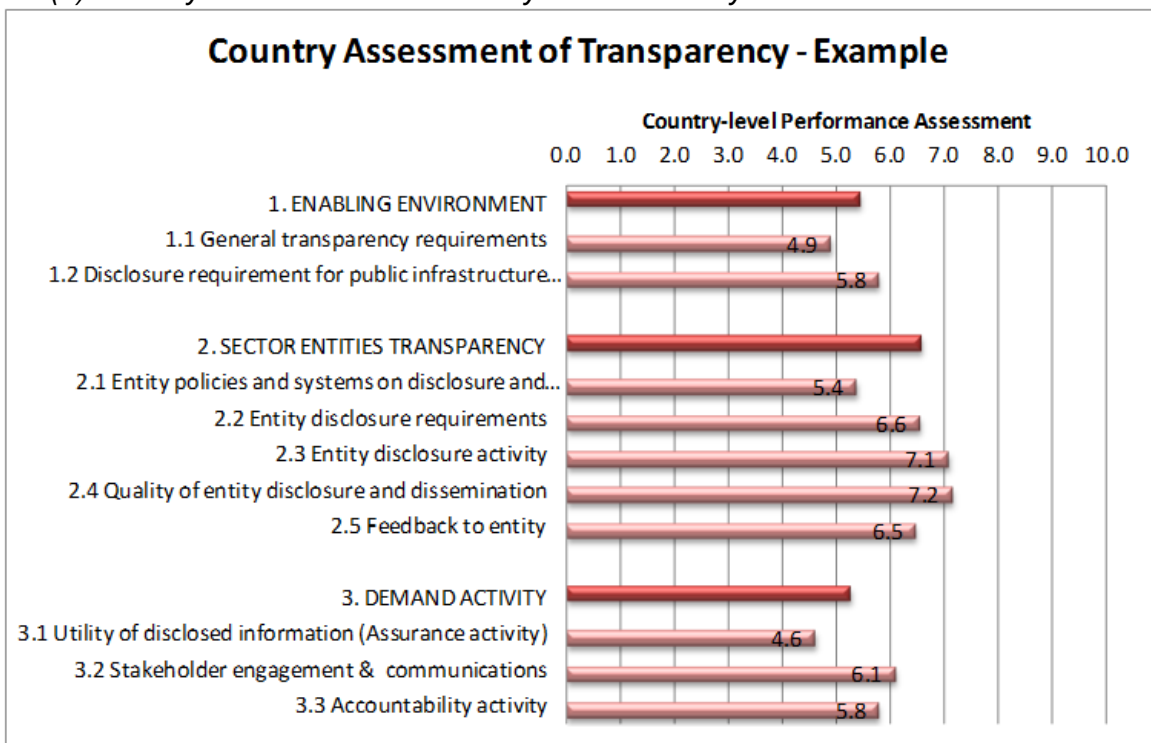 Country Assessment of Transparency - Example
Country-level Performance Assessment
0.0 1.0 2.0 3.0 4.0 5.0 6.0 7.0 8.0 9.0 10.0
1. ENABLING ENVIRONMENT
1.1 General transparency requirements 4.9
1.2 Disclosure requirement for public infrastructure... 5.8
2. SECTOR ENTITIES TRANSPARENCY
2.1 Entity policies and systems on disclosure and... 5.4
2.2 Entity disclosure requirements 6.6
2.3 Entity disclosure activity 7.1
2.4 Quality of entity disclosure and dissemination 7.2
2.5 Feedback to entity 6.5
3. DEMAND ACTIVITY
3.1 Utility of disclosed information (Assurance activity) 4.6
3.2 Stakeholder engagement & communications 6.1
3.3 Accountability activity 5.8